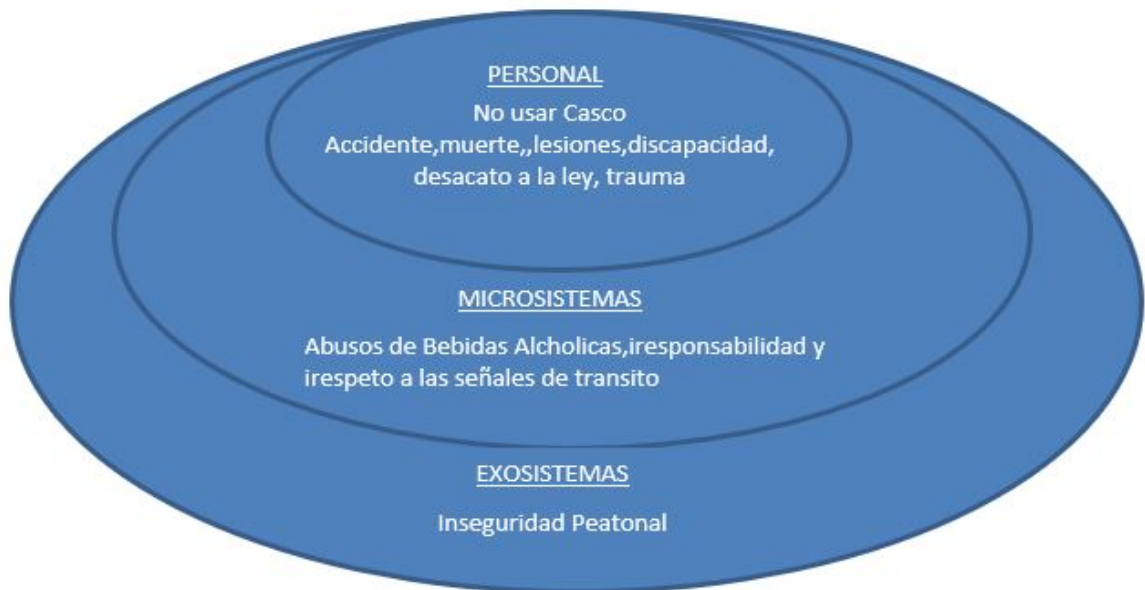 PERSONAL
No usar Casco
Accidente,muerte,,lesiones,discapacidad,
desacato a la ley, trauma
MICROSISTEMAS
Abusos de Bebidas Alcholicas,iresponsabilidad y
irespeto a las señales de transito
EXOSISTEMAS
Inseguridad Peatonal